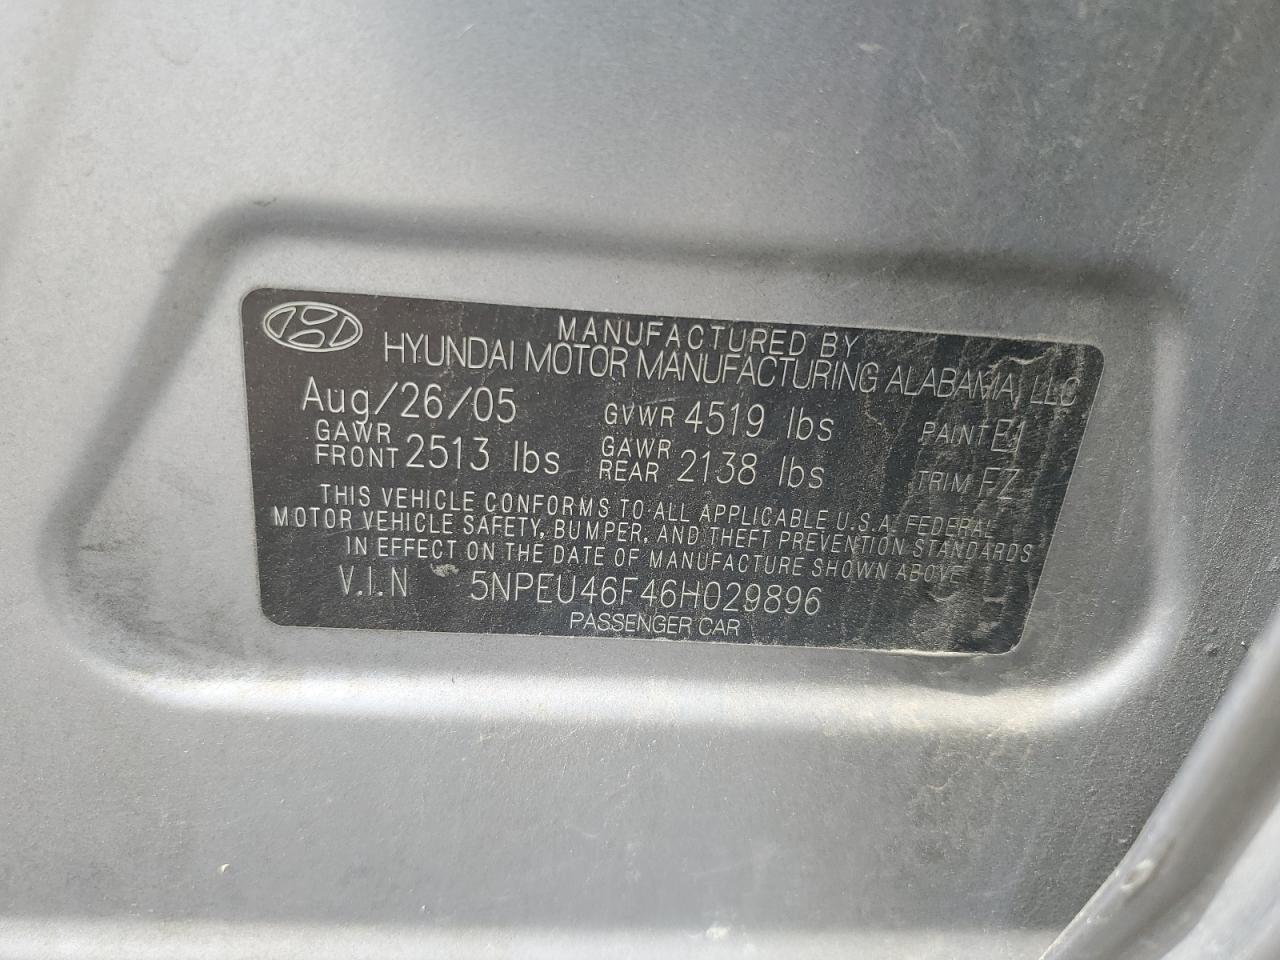 MANUFACTURED BY
HYUNDAI MOTOR MANUFACTURING ALABAMA, LLC
Aug/26/05 GVWR 4519 lbs PAINT E1
GAWR FRONT 2513 lbs GAWR REAR 2138 lbs TRIM FZ
THIS VEHICLE CONFORMS TO ALL APPLICABLE U.S.A. FEDERAL
MOTOR VEHICLE SAFETY, BUMPER, AND THEFT PREVENTION STANDARDS
IN EFFECT ON THE DATE OF MANUFACTURE SHOWN ABOVE
V.I.N 5NPEU46F46H029896
PASSENGER CAR